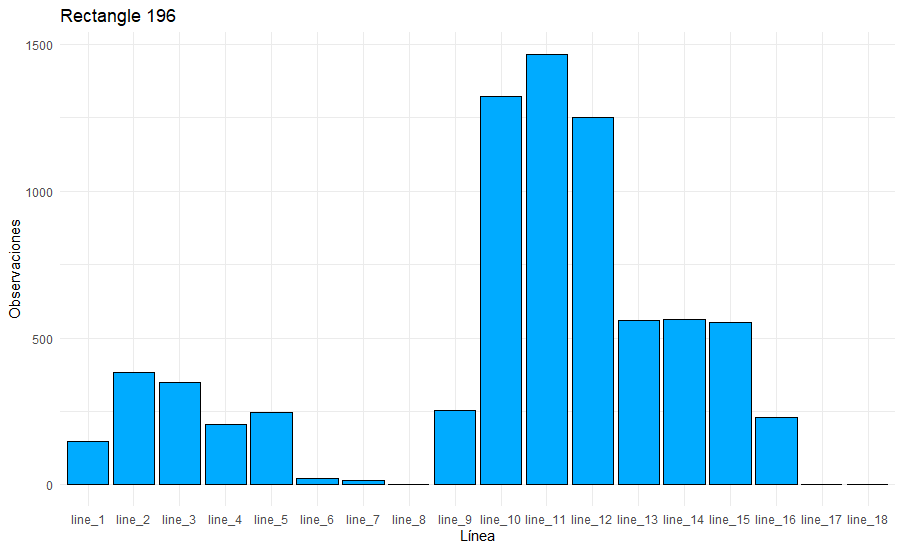 Rectangle 196
1500
1000
500
0
Observaciones
line_1 line_2 line_3 line_4 line_5 line_6 line_7 line_8 line_9 line_10 line_11 line_12 line_13 line_14 line_15 line_16 line_17 line_18
Línea